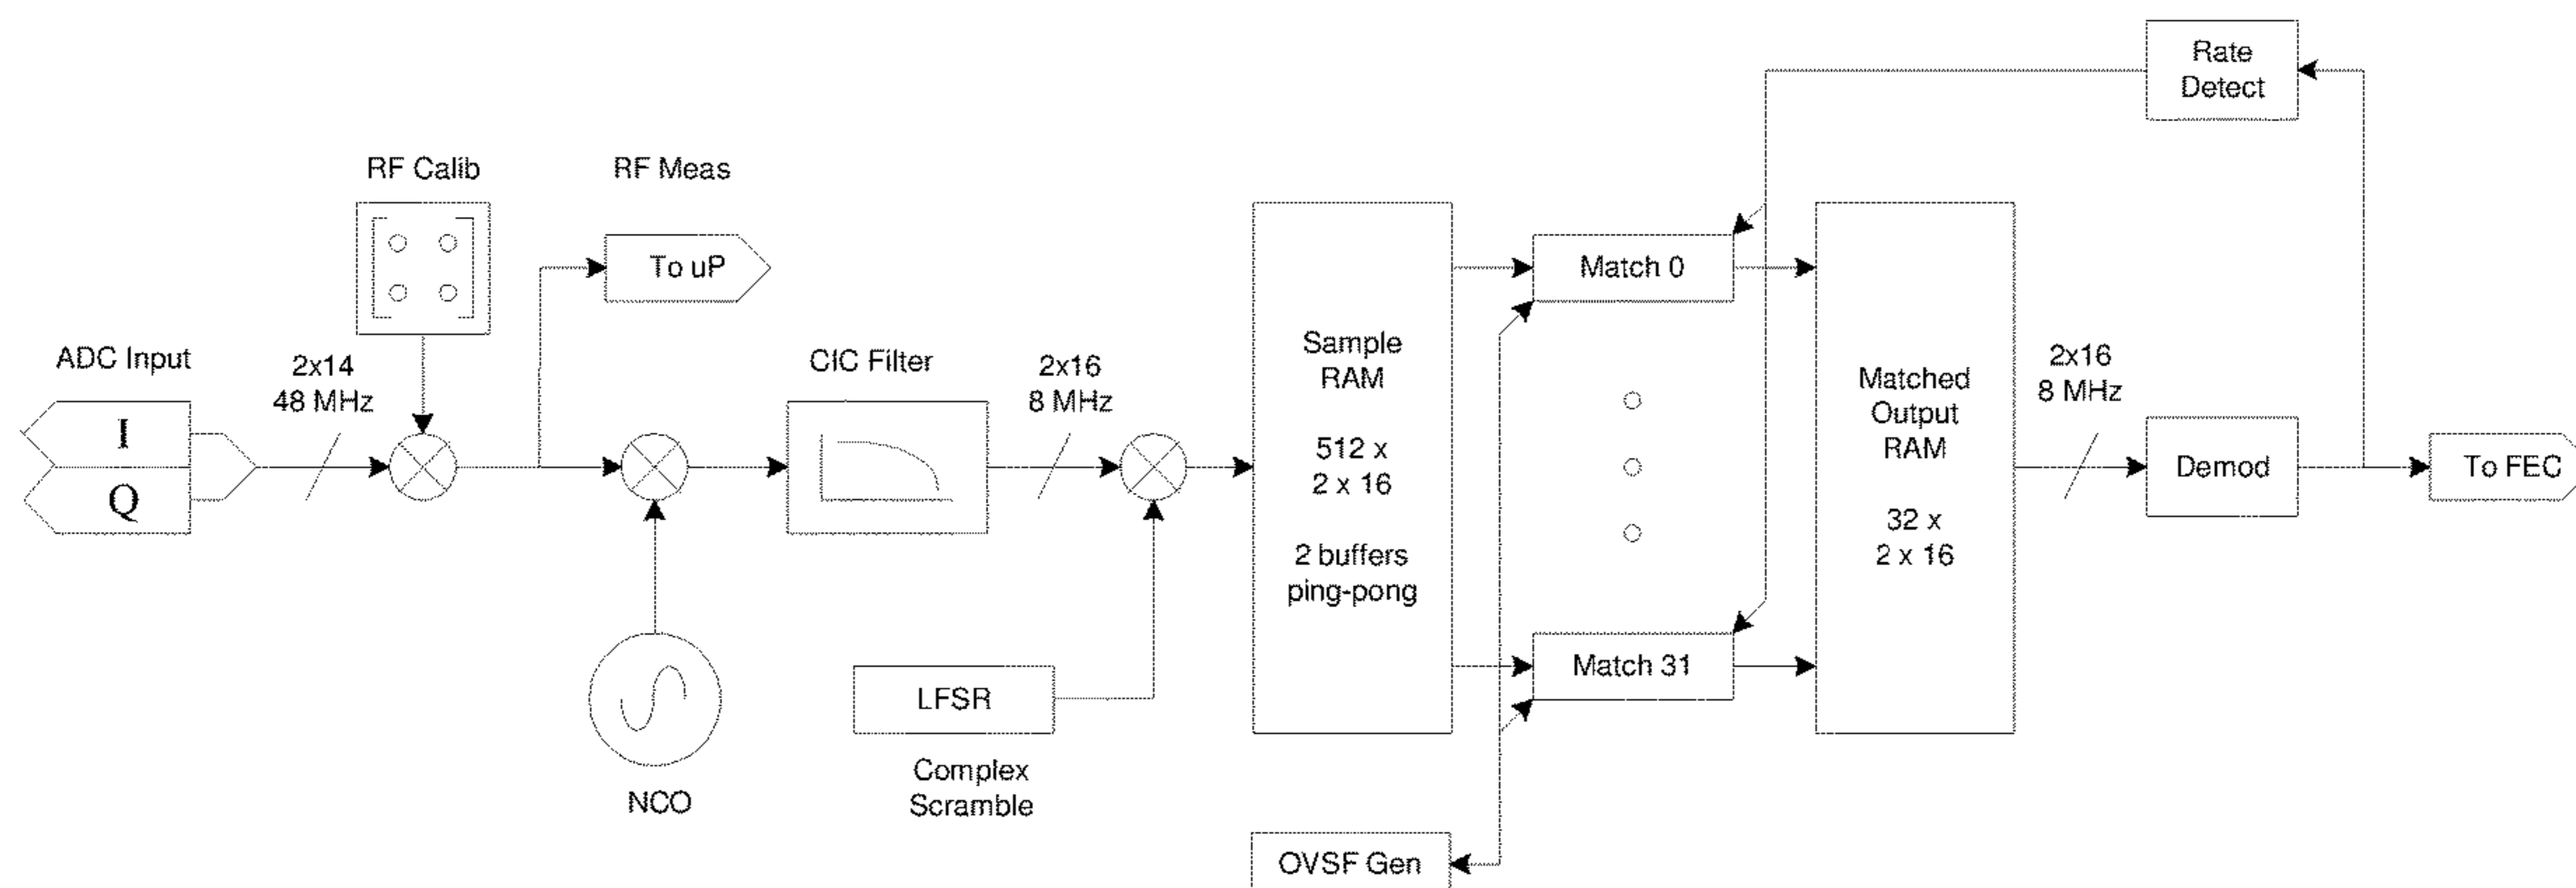 Rate
Detect
RF Calib
RF Meas
To uP
Match 0
ADC Input
I
Q
2x14
48 MHz
CIC Filter
2x16
8 MHz
Sample
RAM
512 x
2 x 16
2 buffers
ping-pong
Matched
Output
RAM
32 x
2 x 16
2x16
8 MHz
Demod
To FEC
Match 31
LFSR
Complex
Scramble
NCO
OVSF Gen